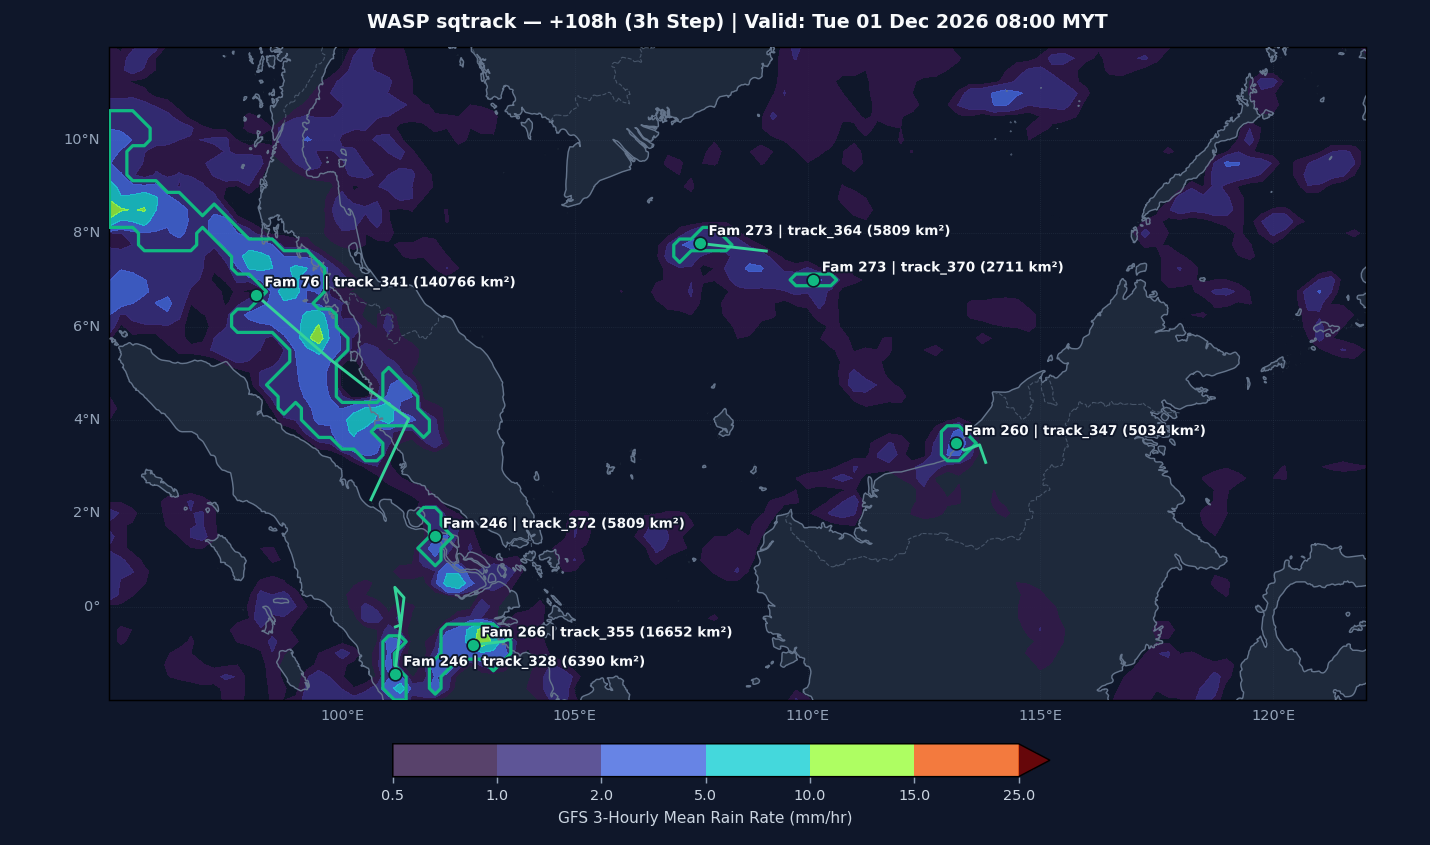 WASP sqtrack — +108h (3h Step) | Valid: Tue 01 Dec 2026 08:00 MYT
10°N
8°N
6°N
4°N
2°N
0°
Fam 273 | track_364 (5809 km²)
Fam 273 | track_370 (2711 km²)
Fam 76 | track_341 (140766 km²)
Fam 260 | track_347 (5034 km²)
Fam 246 | track_372 (5809 km²)
Fam 266 | track_355 (16652 km²)
Fam 246 | track_328 (6390 km²)
100°E 105°E 110°E 115°E 120°E
0.5 1.0 2.0 5.0 10.0 15.0 25.0
GFS 3-Hourly Mean Rain Rate (mm/hr)